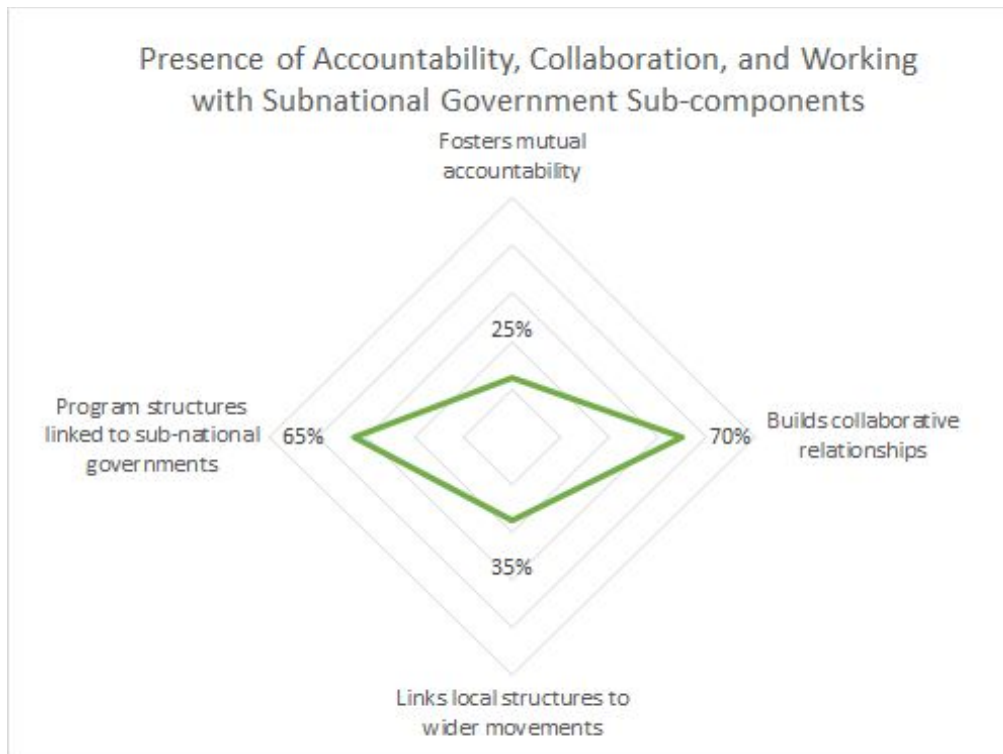 Presence of Accountability, Collaboration, and Working
with Subnational Government Sub-components
Fosters mutual
accountability
25%
Program structures
linked to sub-national
governments
65%
70%
Builds collaborative
relationships
35%
Links local structures to
wider movements